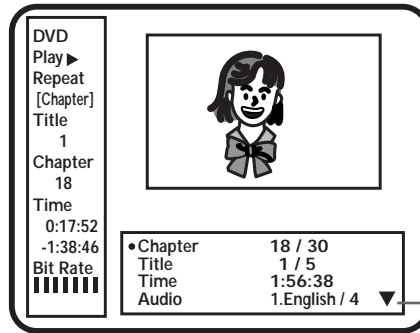 DVD
Play ▶
Repeat
[Chapter]
Title
1
Chapter
18
Time
0:17:52
-1:38:46
Bit Rate
•Chapter 18 / 30
Title 1 / 5
Time 1:56:38
Audio 1.English / 4 ▼